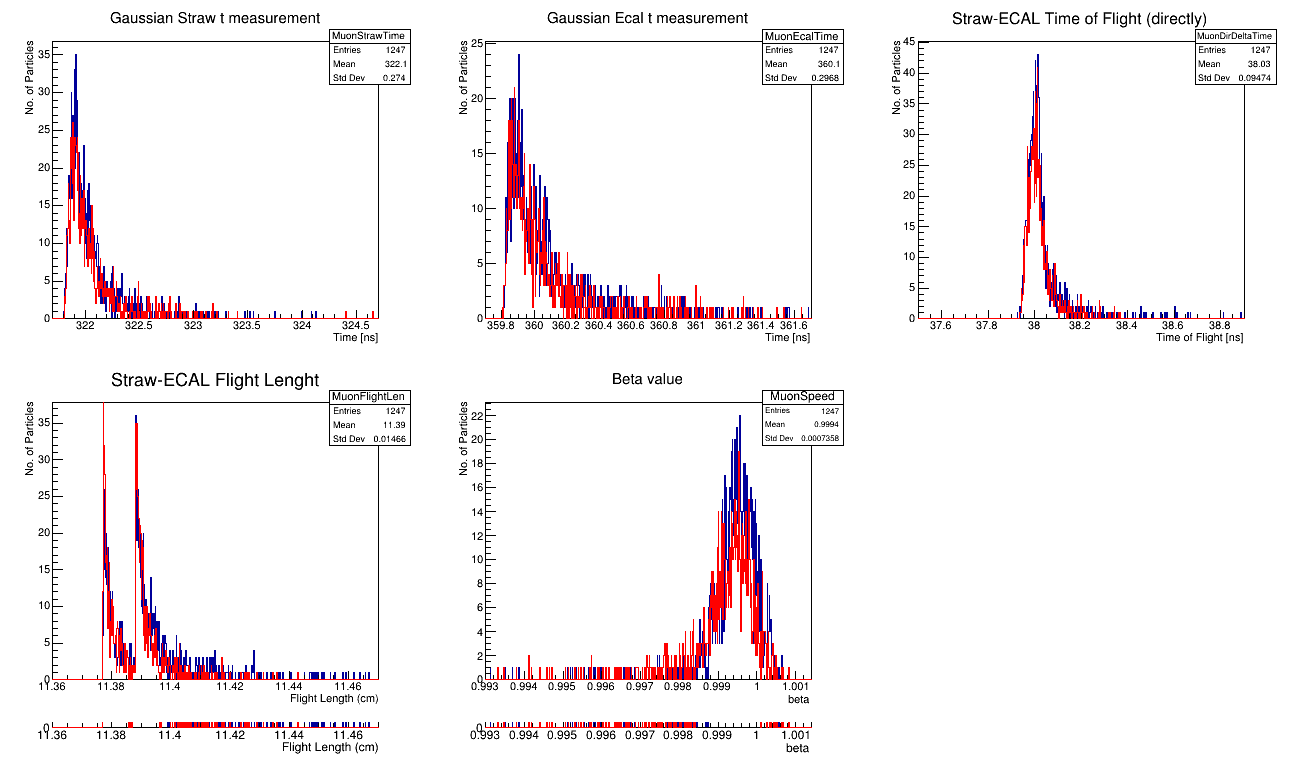 Gaussian Straw t measurement
No. of Particles
MuonStrawTime
Entries 1247
Mean 322.1
Std Dev 0.274
35
30
25
20
15
10
5
0
322 322.5 323 323.5 324 324.5
Time [ns]
Gaussian Ecal t measurement
No. of Particles
MuonEcalTime
Entries 1247
Mean 360.1
Std Dev 0.2968
25
20
15
10
5
0
359.8 360 360.2 360.4 360.6 360.8 361 361.2 361.4 361.6
Time [ns]
Straw-ECAL Time of Flight (directly)
No. of Particles
MuonDirDeltaTime
Entries 1247
Mean 38.03
Std Dev 0.09474
45
40
35
30
25
20
15
10
5
0
37.6 37.8 38 38.2 38.4 38.6 38.8
Time of Flight [ns]
Straw-ECAL Flight Lenght
No. of Particles
MuonFlightLen
Entries 1247
Mean 11.39
Std Dev 0.01466
35
30
25
20
15
10
5
0
11.36 11.38 11.4 11.42 11.44 11.46
Flight Length (cm)
0
11.36 11.38 11.4 11.42 11.44 11.46
Flight Length (cm)
Beta value
No. of Particles
MuonSpeed
Entries 1247
Mean 0.9994
Std Dev 0.0007358
22
20
18
16
14
12
10
8
6
4
2
0
0.993 0.994 0.995 0.996 0.997 0.998 0.999 1 1.001
beta
0
0.993 0.994 0.995 0.996 0.997 0.998 0.999 1 1.001
beta